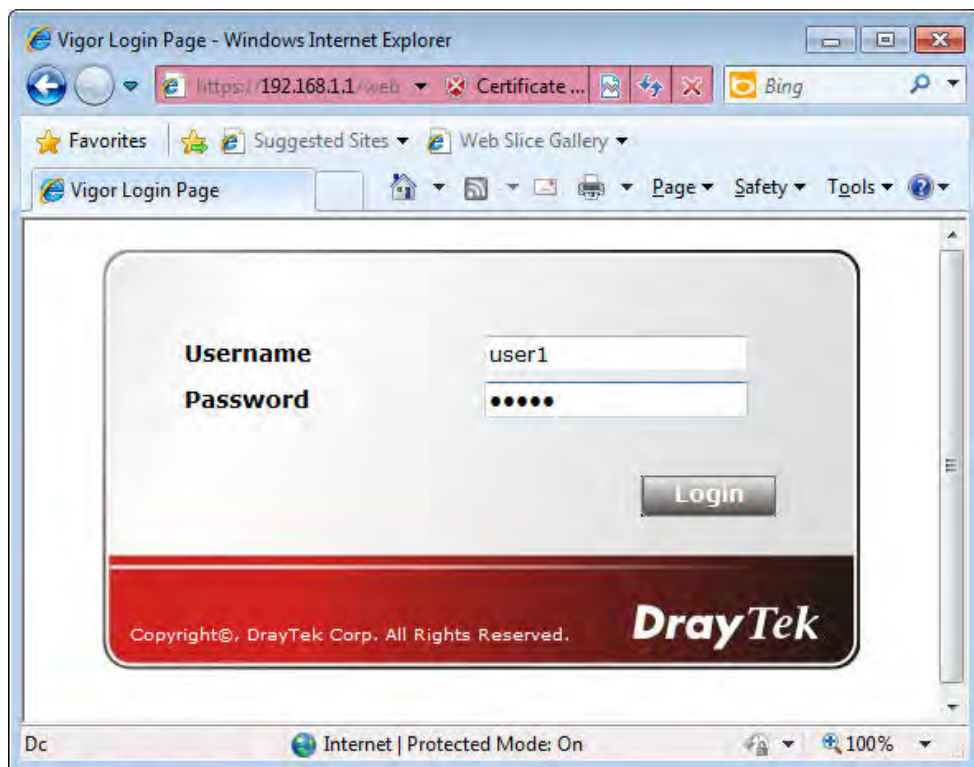 Vigor Login Page - Windows Internet Explorer
https://192.168.1.1/web Certificate ... Bing
Favorites Suggested Sites Web Slice Gallery
Vigor Login Page Page Safety Tools
Username user1
Password •••••
Login
Copyright©, DrayTek Corp. All Rights Reserved. DrayTek
Dc Internet | Protected Mode: On 100%